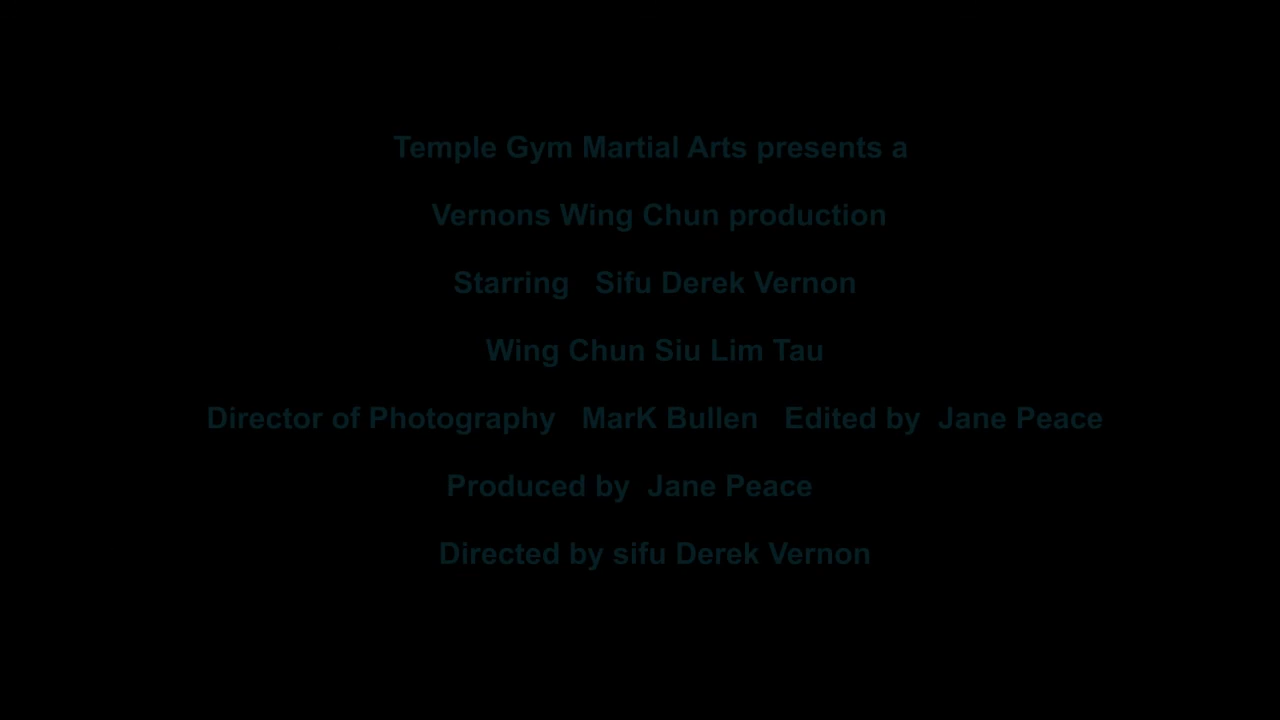 Temple Gym Martial Arts presents a
Vernons Wing Chun production
Starring   Sifu Derek Vernon
Wing Chun Siu Lim Tau
Director of Photography   MarK Bullen   Edited by  Jane Peace
Produced by  Jane Peace
Directed by sifu Derek Vernon